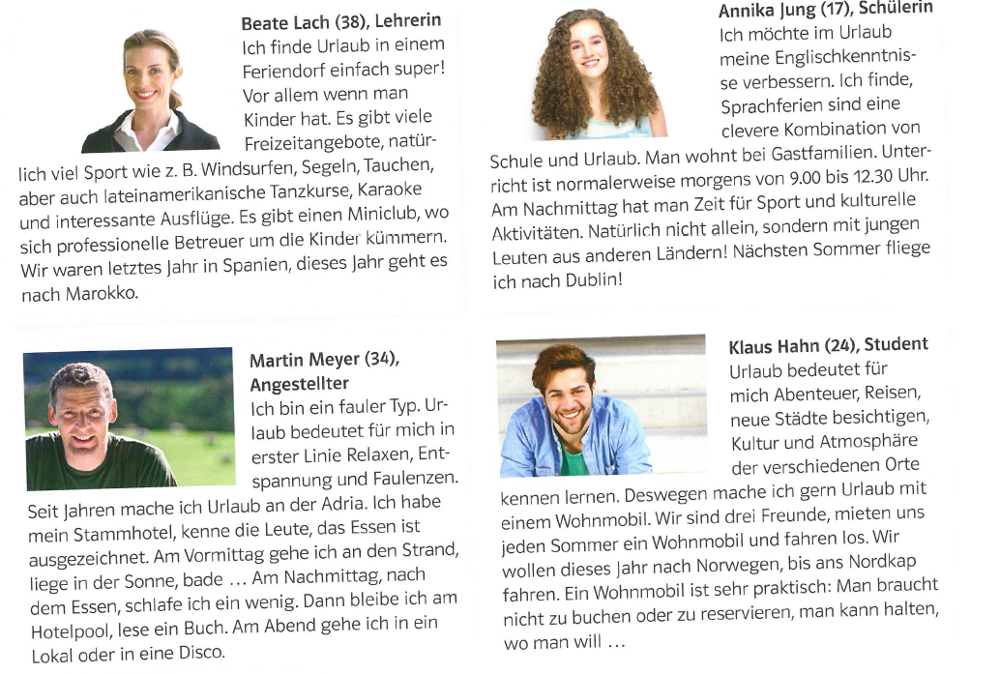 Beate Lach (38), Lehrerin
Ich finde Urlaub in einem
Feriendorf einfach super!
Vor allem wenn man
Kinder hat. Es gibt viele
Freizeitangebote, natür-
lich viel Sport wie z. B. Windsurfen, Segeln, Tauchen,
aber auch lateinamerikanische Tanzkurse, Karaoke
und interessante Ausflüge. Es gibt einen Miniclub, wo
sich professionelle Betreuer um die Kinder kümmern.
Wir waren letztes Jahr in Spanien, dieses Jahr geht es
nach Marokko.
Annika Jung (17), Schülerin
Ich möchte im Urlaub
meine Englischkenntnis-
se verbessern. Ich finde,
Sprachferien sind eine
clevere Kombination von
Schule und Urlaub. Man wohnt bei Gastfamilien. Unter-
richt ist normalerweise morgens von 9.00 bis 12.30 Uhr.
Am Nachmittag hat man Zeit für Sport und kulturelle
Aktivitäten. Natürlich nicht allein, sondern mit jungen
Leuten aus anderen Ländern! Nächsten Sommer fliege
ich nach Dublin!
Martin Meyer (34),
Angestellter
Ich bin ein fauler Typ. Ur-
laub bedeutet für mich in
erster Linie Relaxen, Ent-
spannung und Faulenzen.
Seit Jahren mache ich Urlaub an der Adria. Ich habe
mein Stammhotel, kenne die Leute, das Essen ist
ausgezeichnet. Am Vormittag gehe ich an den Strand,
liege in der Sonne, bade ... Am Nachmittag, nach
dem Essen, schlafe ich ein wenig. Dann bleibe ich am
Hotelpool, lese ein Buch. Am Abend gehe ich in ein
Lokal oder in eine Disco.
Klaus Hahn (24), Student
Urlaub bedeutet für
mich Abenteuer, Reisen,
neue Städte besichtigen,
Kultur und Atmosphäre
der verschiedenen Orte
kennen lernen. Deswegen mache ich gern Urlaub mit
einem Wohnmobil. Wir sind drei Freunde, mieten uns
jeden Sommer ein Wohnmobil und fahren los. Wir
wollen dieses Jahr nach Norwegen, bis ans Nordkap
fahren. Ein Wohnmobil ist sehr praktisch: Man braucht
nicht zu buchen oder zu reservieren, man kann halten,
wo man will ...